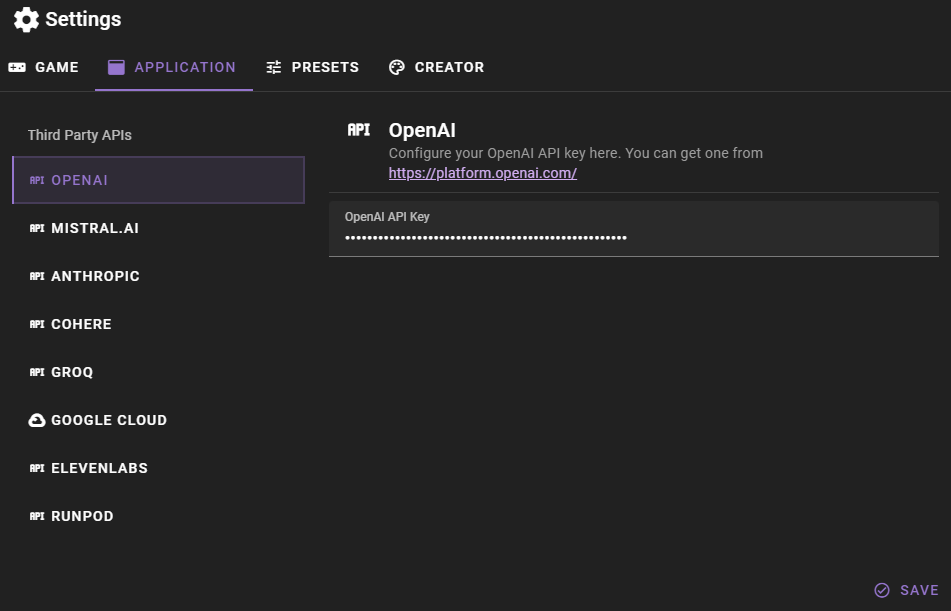 Settings
GAME
APPLICATION
PRESETS
CREATOR
Third Party APIs
API OPENAI
API MISTRAL.AI
API ANTHROPIC
API COHERE
API GROQ
GOOGLE CLOUD
API ELEVENLABS
API RUNPOD
API OpenAI
Configure your OpenAI API key here. You can get one from
https://platform.openai.com/
OpenAI API Key
•••••••••••••••••••••••••••••••••••••••••••••••••••
SAVE